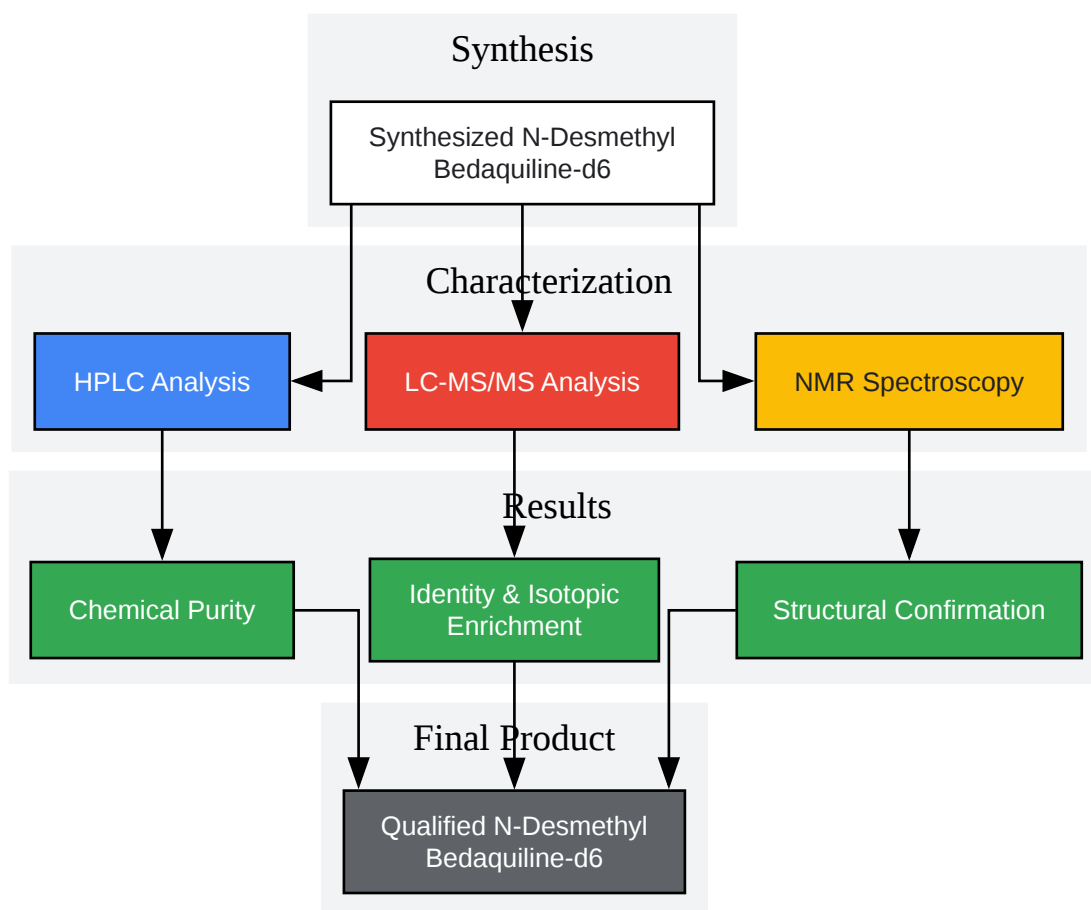 Synthesis
Synthesized N-Desmethyl
Bedaquiline-d6
Characterization
HPLC Analysis
LC-MS/MS Analysis
NMR Spectroscopy
Results
Chemical Purity
Identity & Isotopic
Enrichment
Structural Confirmation
Final Product
Qualified N-Desmethyl
Bedaquiline-d6